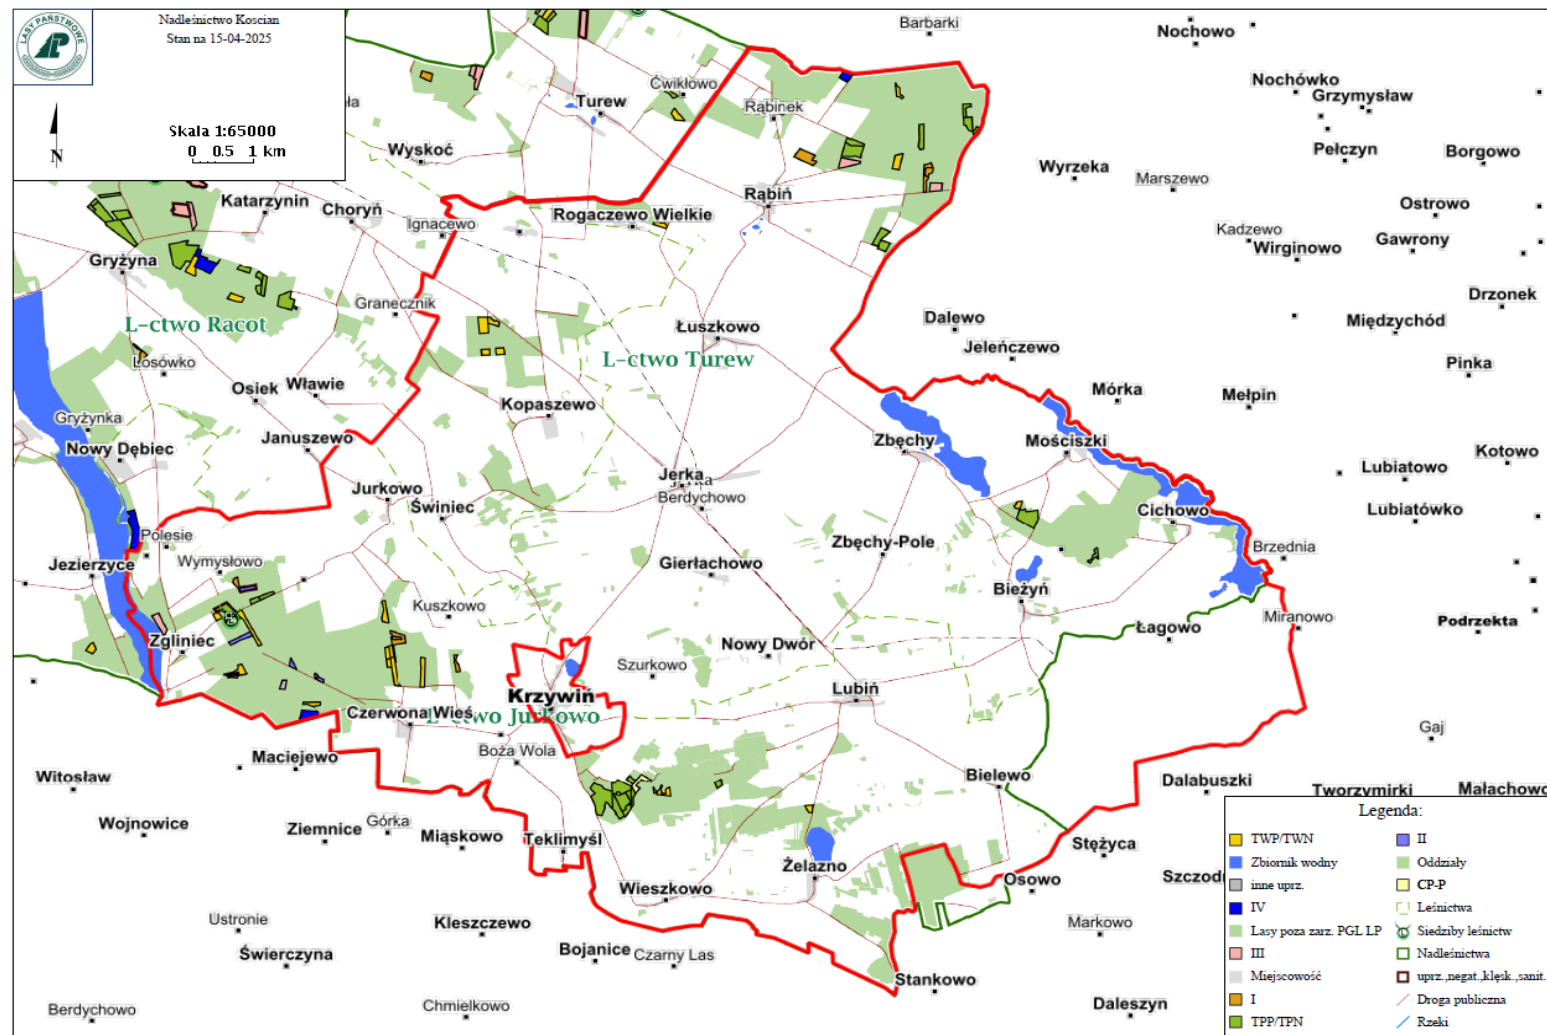 LASY PAŃSTWOWE
Nadleśnictwo Koscian
Stan na 15-04-2025
N
Skala 1:65000
0 0.5 1 km
Barbarki
Nochowo
Nochówko
Grzymysław
Ćwikłowo
Turew
Rąbinek
Pełczyn
Borgowo
Wyskoć
Wyrzeka
Marszewo
Katarzynin
Choryń
Ignacewo
Rogaczewo Wielkie
Rąbiń
Ostrowo
Kadzewo
Wirginowo
Gawrony
Gryżyna
Drzonek
Granecznik
L-ctwo Racot
Łuszkowo
Dalewo
Międzychód
L-ctwo Turew
Jeleńczewo
Losówko
Pinka
Osiek
Wławie
Mórka
Mełpin
Kopaszewo
Gryżynka
Januszewo
Zbęchy
Mościszki
Nowy Dębiec
Kotowo
Lubiatowo
Jerka
Jurkowo
Berdychowo
Świniec
Cichowo
Lubiatówko
Polesie
Zbęchy-Pole
Brzednia
Jezierzyce
Wymysłowo
Gierłachowo
Bieżyń
Kuszkowo
Miranowo
Łagowo
Podrzekta
Zgliniec
Nowy Dwór
Szurkowo
Krzywiń
Lubiń
Czerwona Wieś
L-ctwo Jurkowo
Gaj
Boża Wola
Maciejewo
Witosław
Bielewo
Dalabuszki
Tworzymirki
Małachowo
Wojnowice
Ziemnice
Górka
Miąskowo
Teklimyśl
Stężyca
Żelazno
Osowo
Wieszkowo
Ustronie
Kleszczewo
Markowo
Świerczyna
Bojanice
Czarny Las
Stankowo
Berdychowo
Chmielkowo
Daleszyn
Legenda:
TWP/TWN
Zbiornik wodny
inne uprz.
IV
Lasy poza zarz. PGL LP
III
Miejscowość
I
TPP/TPN
II
Oddziały
CP-P
Leśnictwa
Siedziby leśnictw
Nadleśnictwa
uprz.,negat.,klęsk.,sanit.
Droga publiczna
Rzeki